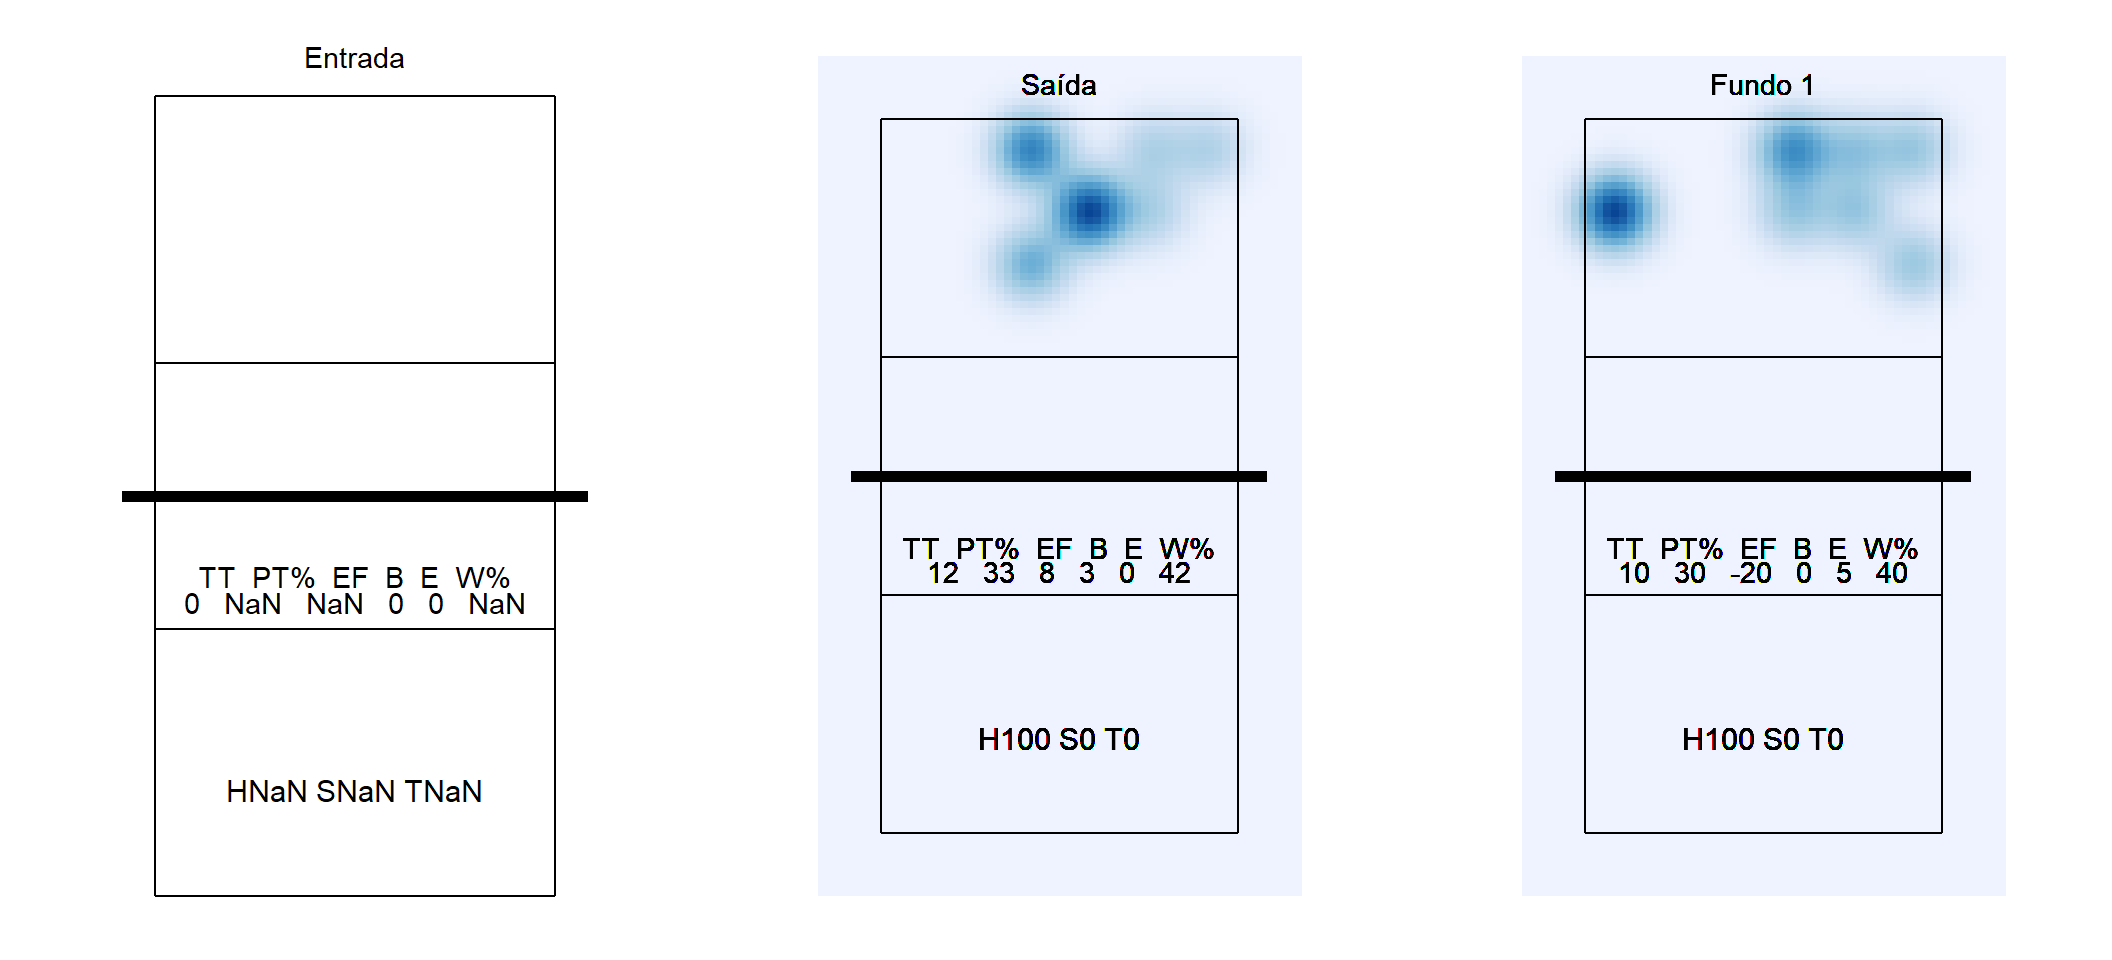 Entrada
TT PT% EF B E W%
0 NaN NaN 0 0 NaN
HNaN SNaN TNaN
Saída
TT PT% EF B E W%
12 33 8 3 0 42
H100 S0 T0
Fundo 1
TT PT% EF B E W%
10 30 -20 0 5 40
H100 S0 T0